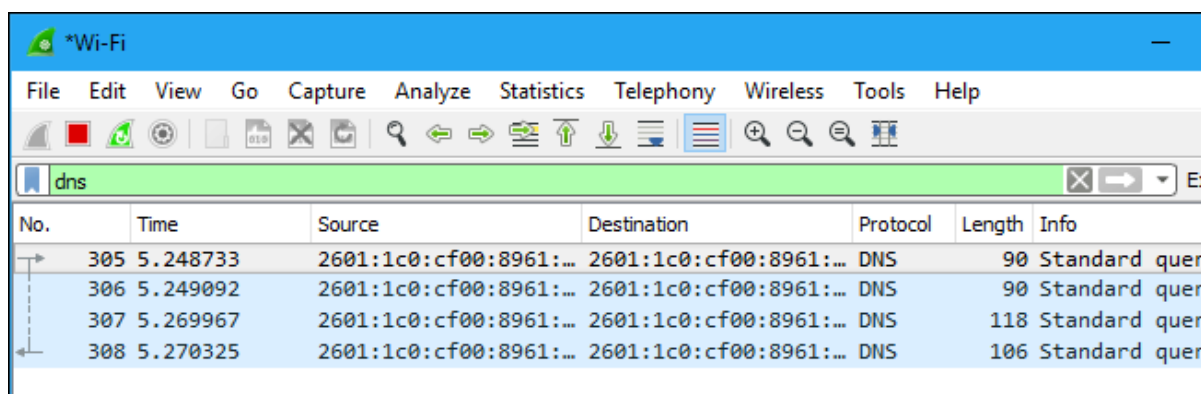 *Wi-Fi
File Edit View Go Capture Analyze Statistics Telephony Wireless Tools Help
dns
No. Time Source Destination Protocol Length Info
305 5.248733 2601:1c0:cf00:8961:… 2601:1c0:cf00:8961:… DNS 90 Standard quer
306 5.249092 2601:1c0:cf00:8961:… 2601:1c0:cf00:8961:… DNS 90 Standard quer
307 5.269967 2601:1c0:cf00:8961:… 2601:1c0:cf00:8961:… DNS 118 Standard quer
308 5.270325 2601:1c0:cf00:8961:… 2601:1c0:cf00:8961:… DNS 106 Standard quer